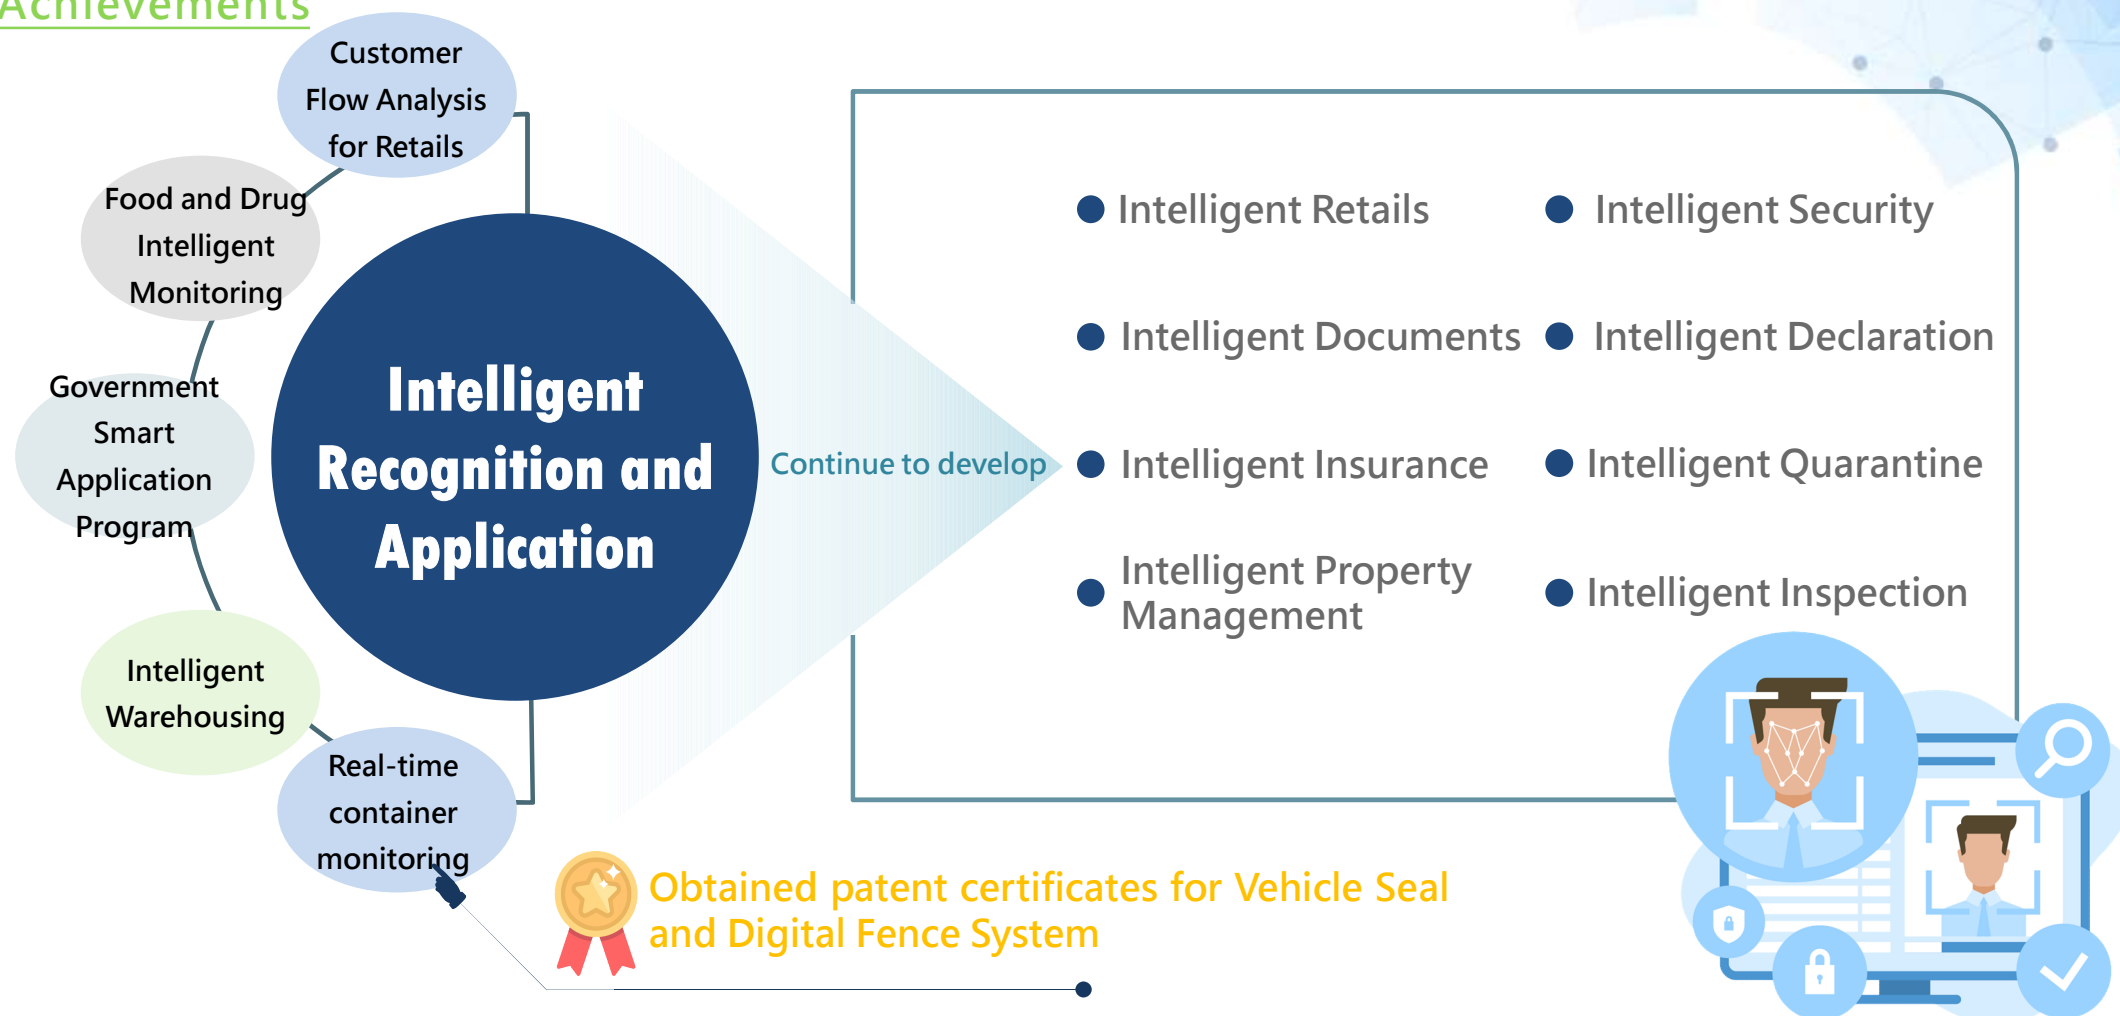 Achievements
Customer
Flow Analysis
for Retails
Food and Drug
Intelligent
Monitoring
Government
Smart
Application
Program
Intelligent
Warehousing
Real-time
container
monitoring
Intelligent
Recognition and
Application
Continue to develop
Intelligent Retails
Intelligent Documents
Intelligent Insurance
Intelligent Property
Management
Intelligent Security
Intelligent Declaration
Intelligent Quarantine
Intelligent Inspection
Obtained patent certificates for Vehicle Seal
and Digital Fence System